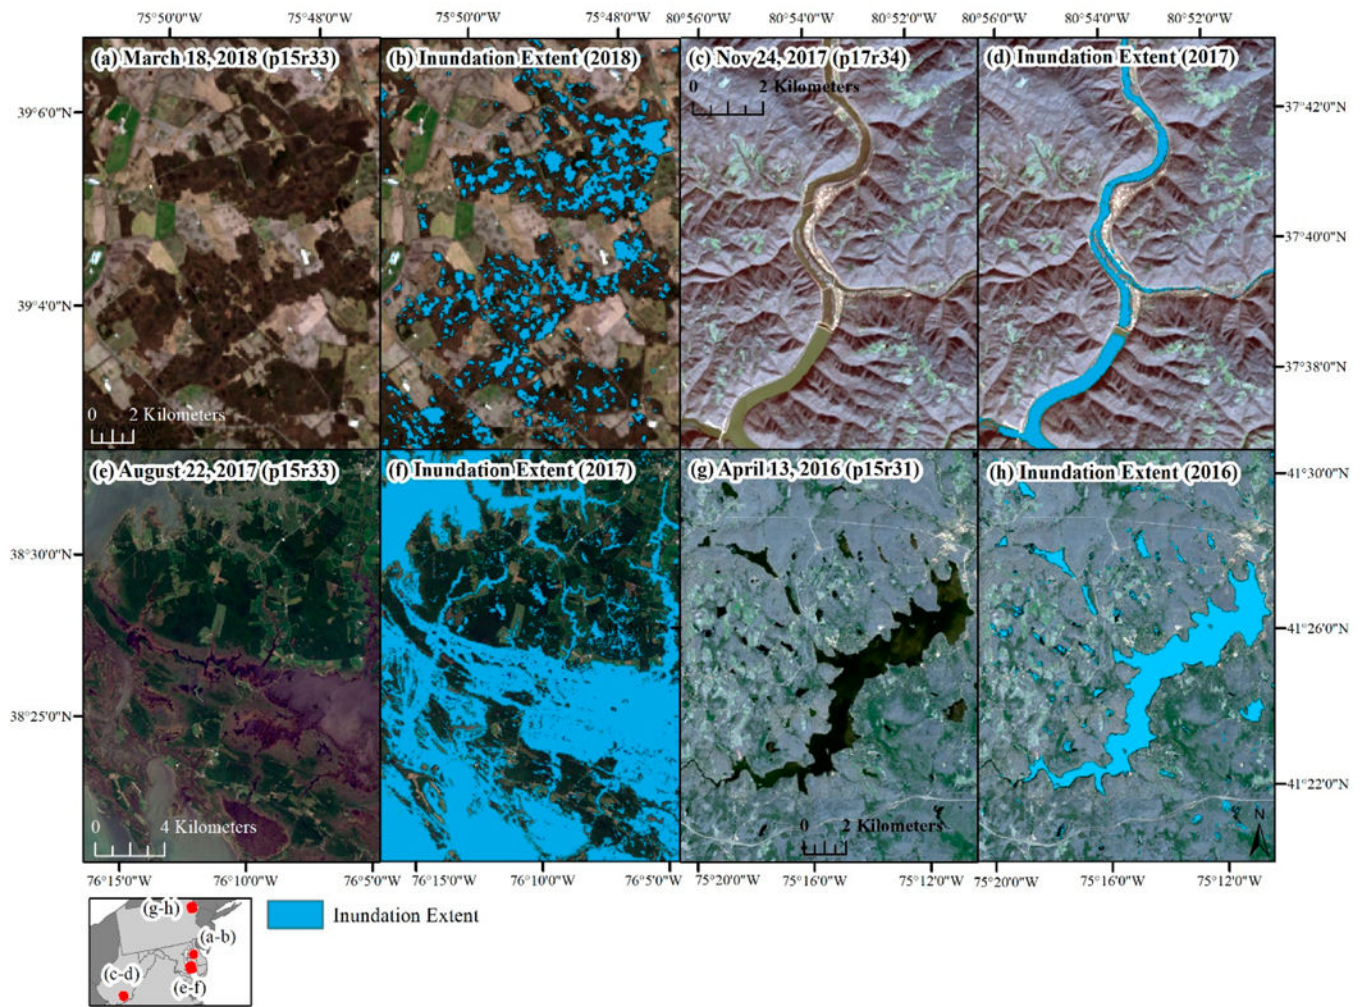 75°50'0"W 75°48'0"W 75°50'0"W 75°48'0"W 80°56'0"W 80°54'0"W 80°52'0"W 80°56'0"W 80°54'0"W 80°52'0"W
(a) March 18, 2018 (p15r33) (b) Inundation Extent (2018) (c) Nov 24, 2017 (p17r34) (d) Inundation Extent (2017)
0 2 Kilometers
39°6'0"N
37°42'0"N
37°40'0"N
39°4'0"N
37°38'0"N
0 2 Kilometers
(e) August 22, 2017 (p15r33) (f) Inundation Extent (2017) (g) April 13, 2016 (p15r31) (h) Inundation Extent (2016)
41°30'0"N
38°30'0"N
41°26'0"N
38°25'0"N
41°22'0"N
N
0 4 Kilometers
0 2 Kilometers
76°15'0"W 76°10'0"W 76°5'0"W 76°15'0"W 76°10'0"W 76°50'0"W 75°20'0"W 75°16'0"W 75°12'0"W 75°20'0"W 75°16'0"W 75°12'0"W
(g-h)
(a-b)
(c-d)
(e-f)
Inundation Extent